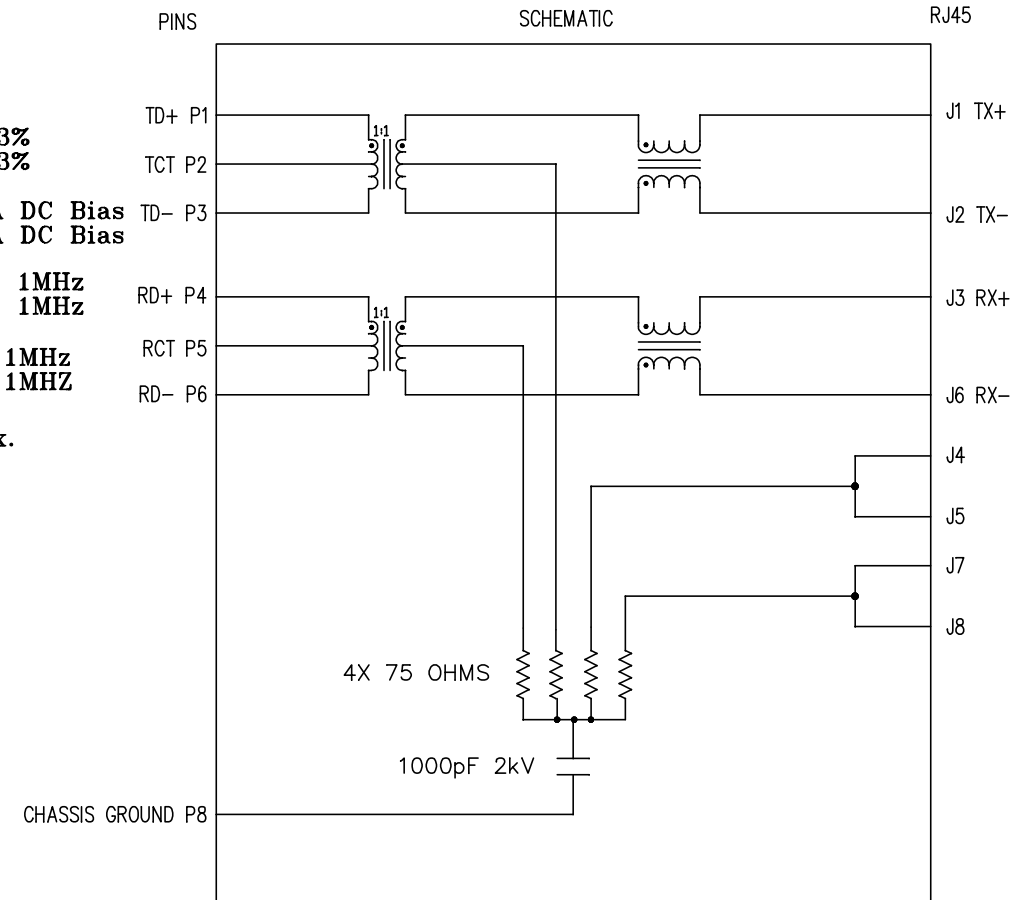 PINS SCHEMATIC RJ45
TD+ P1 J1 TX+
1:1
3%
TCT P2
3%
A DC Bias TD- P3 J2 TX-
A DC Bias
1MHz
RD+ P4 J3 RX+
1MHz
1:1
RCT P5
1MHz
1MHZ
RD- P6 J6 RX-
x.
J4
J5
J7
J8
4X 75 OHMS
1000pF 2kV
CHASSIS GROUND P8